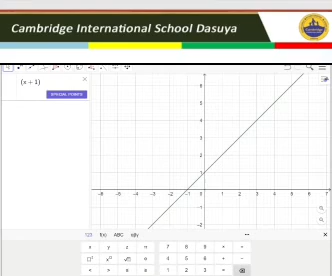 Cambridge International School Dasuya
(x + 1)
SPECIAL POINTS
6
5
4
3
2
1
-6 -5 -4 -3 -2 -1 0 1 2 3 4 5 6 7
-2
123 f(x) ABC
x y z π 7 8 9 × ÷
4 5 6 + −
< > 1 2 3 =